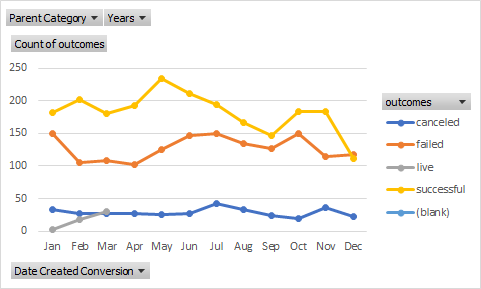 Parent Category Years
Count of outcomes
250
200
150
100
50
0
Jan Feb Mar Apr May Jun Jul Aug Sep Oct Nov Dec
outcomes
canceled
failed
live
successful
(blank)
Date Created Conversion